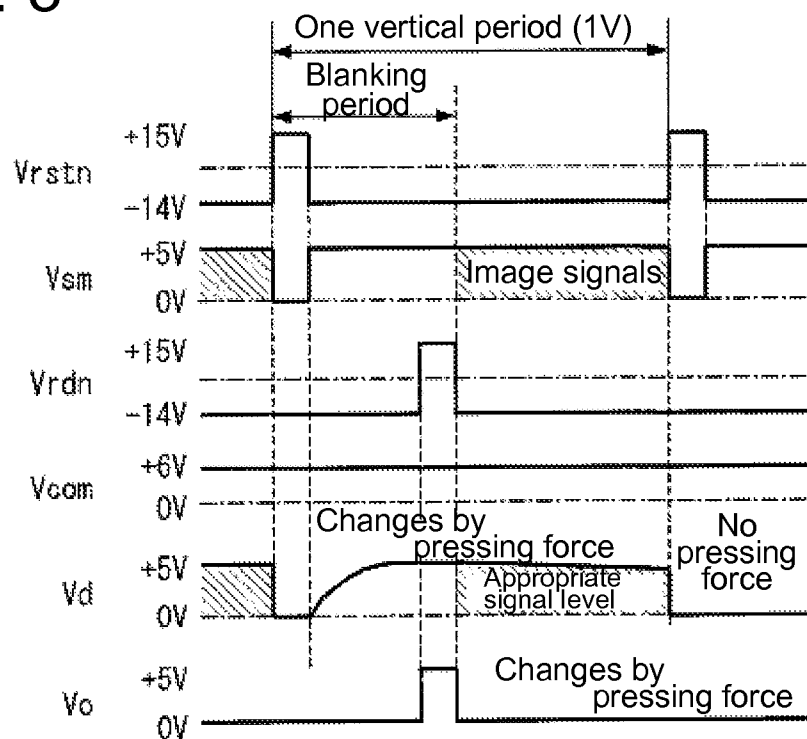 One vertical period (1V)
Blanking
period
+15V
Vrstn
-14V
+5V
Vsm
Image signals
0V
+15V
Vrdn
-14V
+6V
Vcom
0V
Changes by
pressing force
No
pressing
force
+5V
Vd
Appropriate
signal level
0V
Changes by
pressing force
+5V
Vo
0V